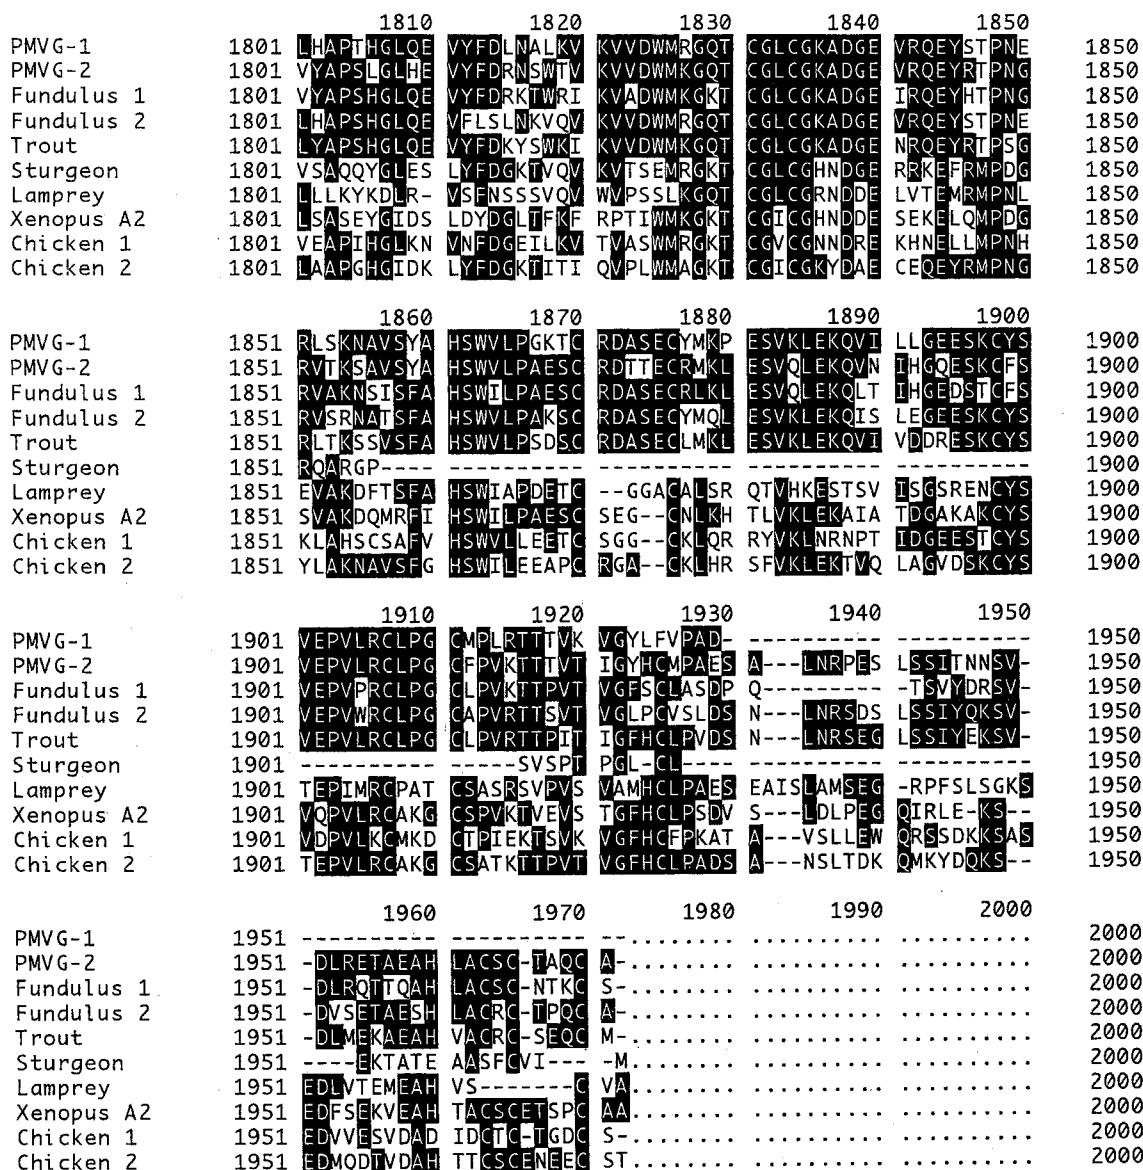 1810 1820 1830 1840 1850
PMVG-1 1801 LHAPTHGLQE VYFDLNALKV KVVDWMRGQT CGLCGKADGE VRQEYSTPNE 1850
PMVG-2 1801 VYAPSLGLHE VYFDRNSWTV KVVDWMKGQT CGLCGKADGE VRQEYRTPNG 1850
Fundulus 1 1801 VYAPSHGLQE VYFDRKTWRI KVADWMKGKT CGLCGKADGE IRQEYHTPNG 1850
Fundulus 2 1801 LHAPSHGLQE VFLSLNKVQV KVVDWMRGQT CGLCGKADGE VRQEYSTPNE 1850
Trout 1801 LYAPSHGLQE VYFDKYSWKI KVVDWMKGQT CGLCGKADGE NRQEYRTPSG 1850
Sturgeon 1801 VSAQQYGLES LYFDGKTVQV KVTSEMRGKT CGLCGHNDGE RRKEFRMPDG 1850
Lamprey 1801 LLLKYKDLR- VSFNSSSVQV WVPSSLKGQT CGLCGRNDDE LVTEMRMPNL 1850
Xenopus A2 1801 LSASEYGIDS LDYDGLTFKF RPTIWMKGKT CGICGHNDDE SEKELQMPDG 1850
Chicken 1 1801 VEAPIHGLKN VNFDGEILKV TVASWMRGKT CGVCGNNDRE KHNELLMPNH 1850
Chicken 2 1801 LAAPGHGIDK LYFDGKTITI QVPLWMAGKT CGICGKYDAE CEQEYRMPNG 1850
1860 1870 1880 1890 1900
PMVG-1 1851 RLSKNAVSYA HSWVLPGKTC RDASECYMKP ESVKLEKQVI LLGEESKCYS 1900
PMVG-2 1851 RVTKSAVSYA HSWVLPAESC RDTTECRMKL ESVQLEKQVN IHGQESKCFS 1900
Fundulus 1 1851 RVAKNSISFA HSWILPAESC RDASECRLKL ESVQLEKQLT IHGEDSTCFS 1900
Fundulus 2 1851 RVSRNATSFA HSWVLPAKSC RDASECYMQL ESVKLEKQIS LEGEESKCYS 1900
Trout 1851 RLTKSSVSFA HSWVLPSDSC RDASECLMKL ESVKLEKQVI VDDRESKCYS 1900
Sturgeon 1851 RQARGP---- ---------- ---------- ---------- ---------- 1900
Lamprey 1851 EVAKDFTSFA HSWIAPDETC --GGACALSR QTVHKESTSV ISGSRENCYS 1900
Xenopus A2 1851 SVAKDQMRFI HSWILPAESC SEG--CNLKH TLVKLEKAIA TDGAKAKCYS 1900
Chicken 1 1851 KLAHSCSAFV HSWVLLEETC SGG--CKLQR RYVKLNRNPT IDGEESTCYS 1900
Chicken 2 1851 YLAKNAVSFG HSWILEEAPC RGA--CKLHR SFVKLEKTVQ LAGVDSKCYS 1900
1910 1920 1930 1940 1950
PMVG-1 1901 VEPVLRCLPG CMPLRTTTVK VGYLFVPAD- ---------- ---------- 1950
PMVG-2 1901 VEPVLRCLPG CFPVKTTTVT IGYHCMPAES A---LNRPES LSSITNNSV- 1950
Fundulus 1 1901 VEPVPRCLPG CLPVKTTPVT VGFSCLASDP Q--------- -TSVYDRSV- 1950
Fundulus 2 1901 VEPVWRCLPG CAPVRTTSVT VGLPCVSLDS N---LNRSDS LSSIYQKSV- 1950
Trout 1901 VEPVLRCLPG CLPVRTTPIT IGFHCLPVDS N---LNRSEG LSSIYEKSV- 1950
Sturgeon 1901 ---------- -----SVSPT PGL-CL---- ---------- ---------- 1950
Lamprey 1901 TEPIMRCPAT CSASRSVPVS VAMHCLPAES EAISLAMSEG -RPFSLSGKS 1950
Xenopus A2 1901 VQPVLRCAKG CSPVKTVEVS TGFHCLPSDV S---LDLPEG QIRLE-KS-- 1950
Chicken 1 1901 VDPVLKCMKD CTPIEKTSVK VGFHCFPKAT A---VSLLEW QRSSDKKSAS 1950
Chicken 2 1901 TEPVLRCAKG CSATKTTPVT VGFHCLPADS A---NSLTDK QMKYDQKS-- 1950
1960 1970 1980 1990 2000
PMVG-1 1951 ---------- ---------- --........ .......... .......... 2000
PMVG-2 1951 -DLRETAEAH LACSC-TAQC A-........ .......... .......... 2000
Fundulus 1 1951 -DLRQTTQAH LACSC-NTKC S-........ .......... .......... 2000
Fundulus 2 1951 -DVSETAESH LACRC-TPQC A-........ .......... .......... 2000
Trout 1951 -DLMEKAEAH VACRC-SEQC M-........ .......... .......... 2000
Sturgeon 1951 ----EKTATE AASFCVI--- -M........ .......... .......... 2000
Lamprey 1951 EDLVTEMEAH VS-------C VA........ .......... .......... 2000
Xenopus A2 1951 EDFSEKVEAH TACSCETSPC AA........ .......... .......... 2000
Chicken 1 1951 EDVVESVDAD IDCTC-TGDC S-........ .......... .......... 2000
Chicken 2 1951 EDMQDTVDAH TTCSCENEEC ST........ .......... .......... 2000